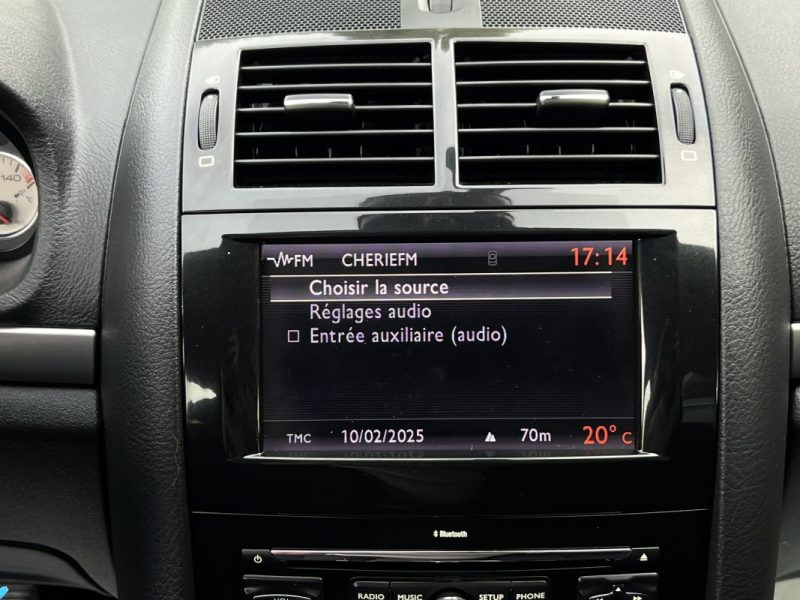 140
FM CHERIEFM 17:14
Choisir la source
Réglages audio
Entrée auxiliaire (audio)
TMC 10/02/2025 70m 20° C
Bluetooth
RADIO MUSIC SETUP PHONE
VOL